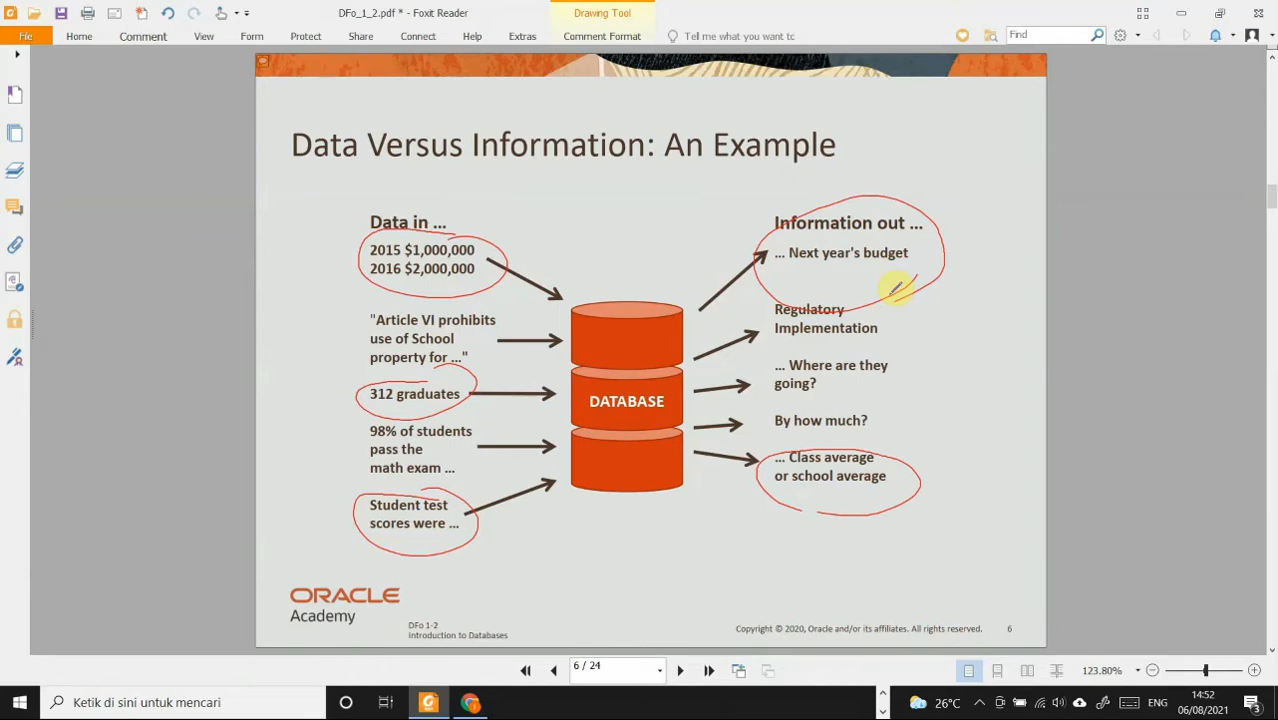 DFo_1_2.pdf * - Foxit Reader
Drawing Tool
File
Home
Comment
View
Form
Protect
Share
Connect
Help
Extras
Comment Format
Tell me what you want tc
Find
Data Versus Information: An Example
Data in ...
2015 $1,000,000
2016 $2,000,000
"Article VI prohibits
use of School
property for ..."
312 graduates
98% of students
pass the
math exam ...
Student test
scores were ...
DATABASE
Information out ...
... Next year's budget
Regulatory
Implementation
... Where are they
going?
By how much?
... Class average
or school average
ORACLE
Academy
DFo 1-2
Introduction to Databases
Copyright © 2020, Oracle and/or its affiliates. All rights reserved.
6
6 / 24
123.80%
Ketik di sini untuk mencari
26°C
ENG
14:52
06/08/2021
3